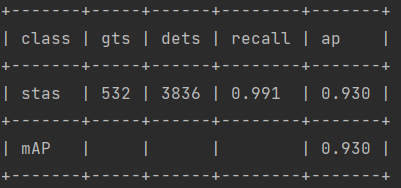 +-------+-----+------+--------+-------+
| class | gts | dets | recall | ap    |
+-------+-----+------+--------+-------+
| stas  | 532 | 3836 | 0.991  | 0.930 |
+-------+-----+------+--------+-------+
| mAP   |     |      |        | 0.930 |
+-------+-----+------+--------+-------+